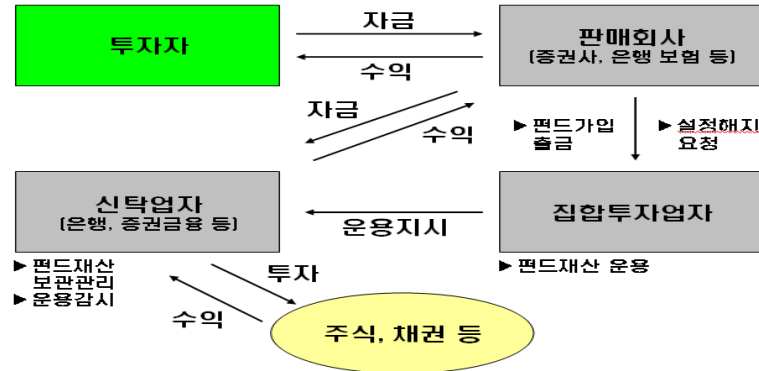 투자자
자금
수익
판매회사
(증권사, 은행 보험 등)
자금
수익
▶ 펀드가입
출금
▶ 설정해지
요청
신탁업자
(은행, 증권금융 등)
운용지시
집합투자업자
▶ 펀드재산
보관관리
▶ 운용감시
투자
수익
▶ 펀드재산 운용
주식, 채권 등